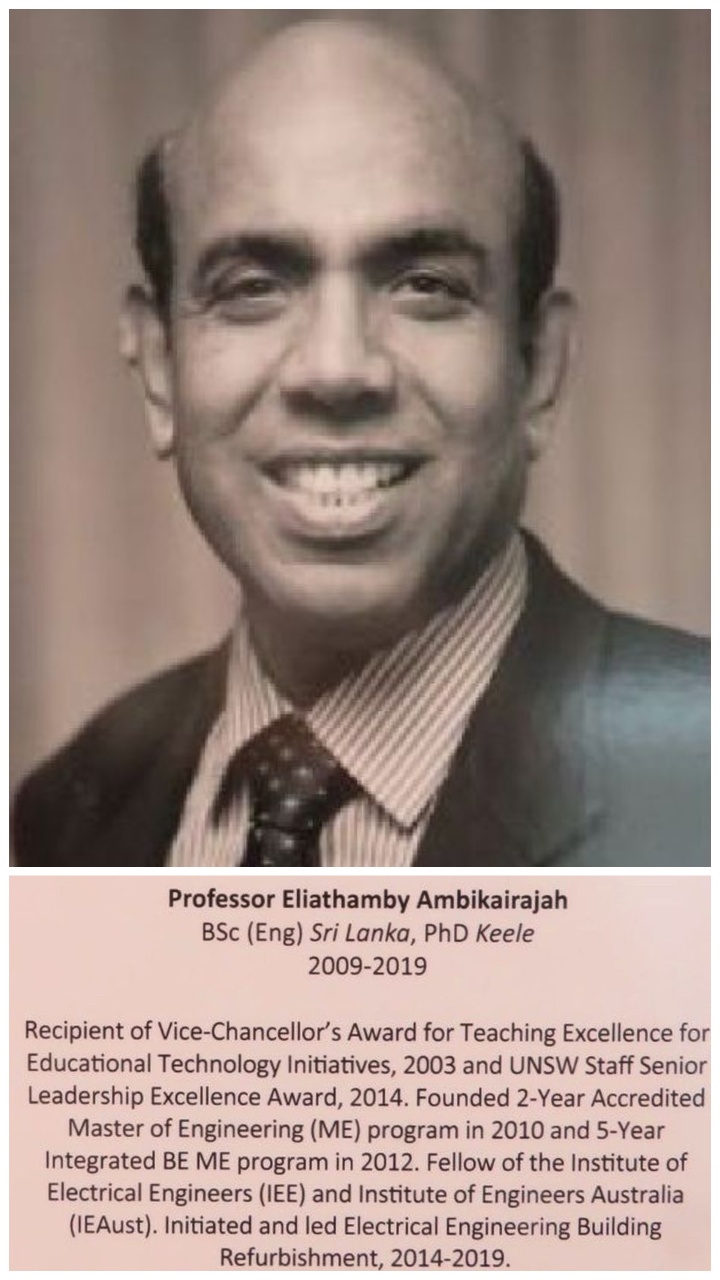 Professor Eliathamby Ambikairajah
BSc (Eng) Sri Lanka, PhD Keele
2009-2019
Recipient of Vice-Chancellor’s Award for Teaching Excellence for
Educational Technology Initiatives, 2003 and UNSW Staff Senior
Leadership Excellence Award, 2014. Founded 2-Year Accredited
Master of Engineering (ME) program in 2010 and 5-Year
Integrated BE ME program in 2012. Fellow of the Institute of
Electrical Engineers (IEE) and Institute of Engineers Australia
(IEAust). Initiated and led Electrical Engineering Building
Refurbishment, 2014-2019.